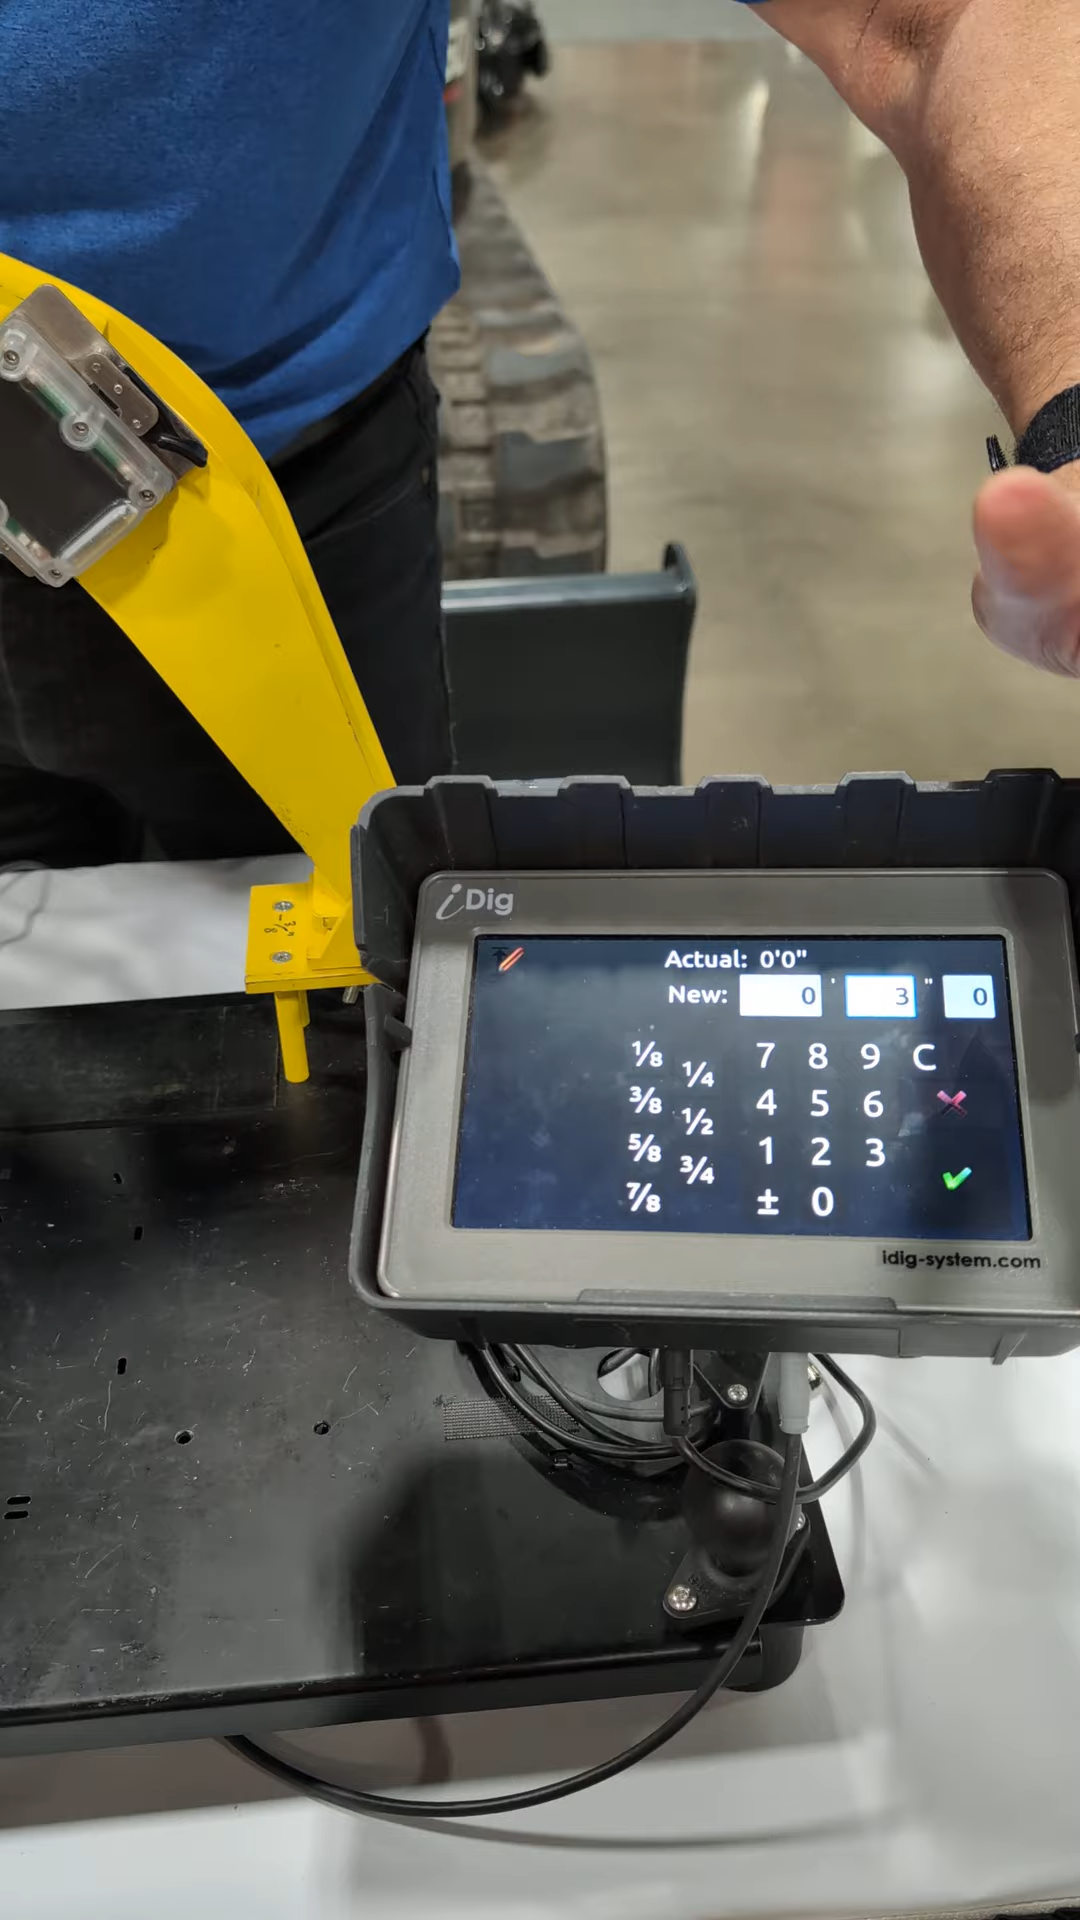 iDig
Actual: 0'0"
New: 0 ' 3 " 0
⅛ ¼ 7 8 9 C
⅜ ½ 4 5 6
⅝ ¾ 1 2 3
⅞ ± 0
idig-system.com